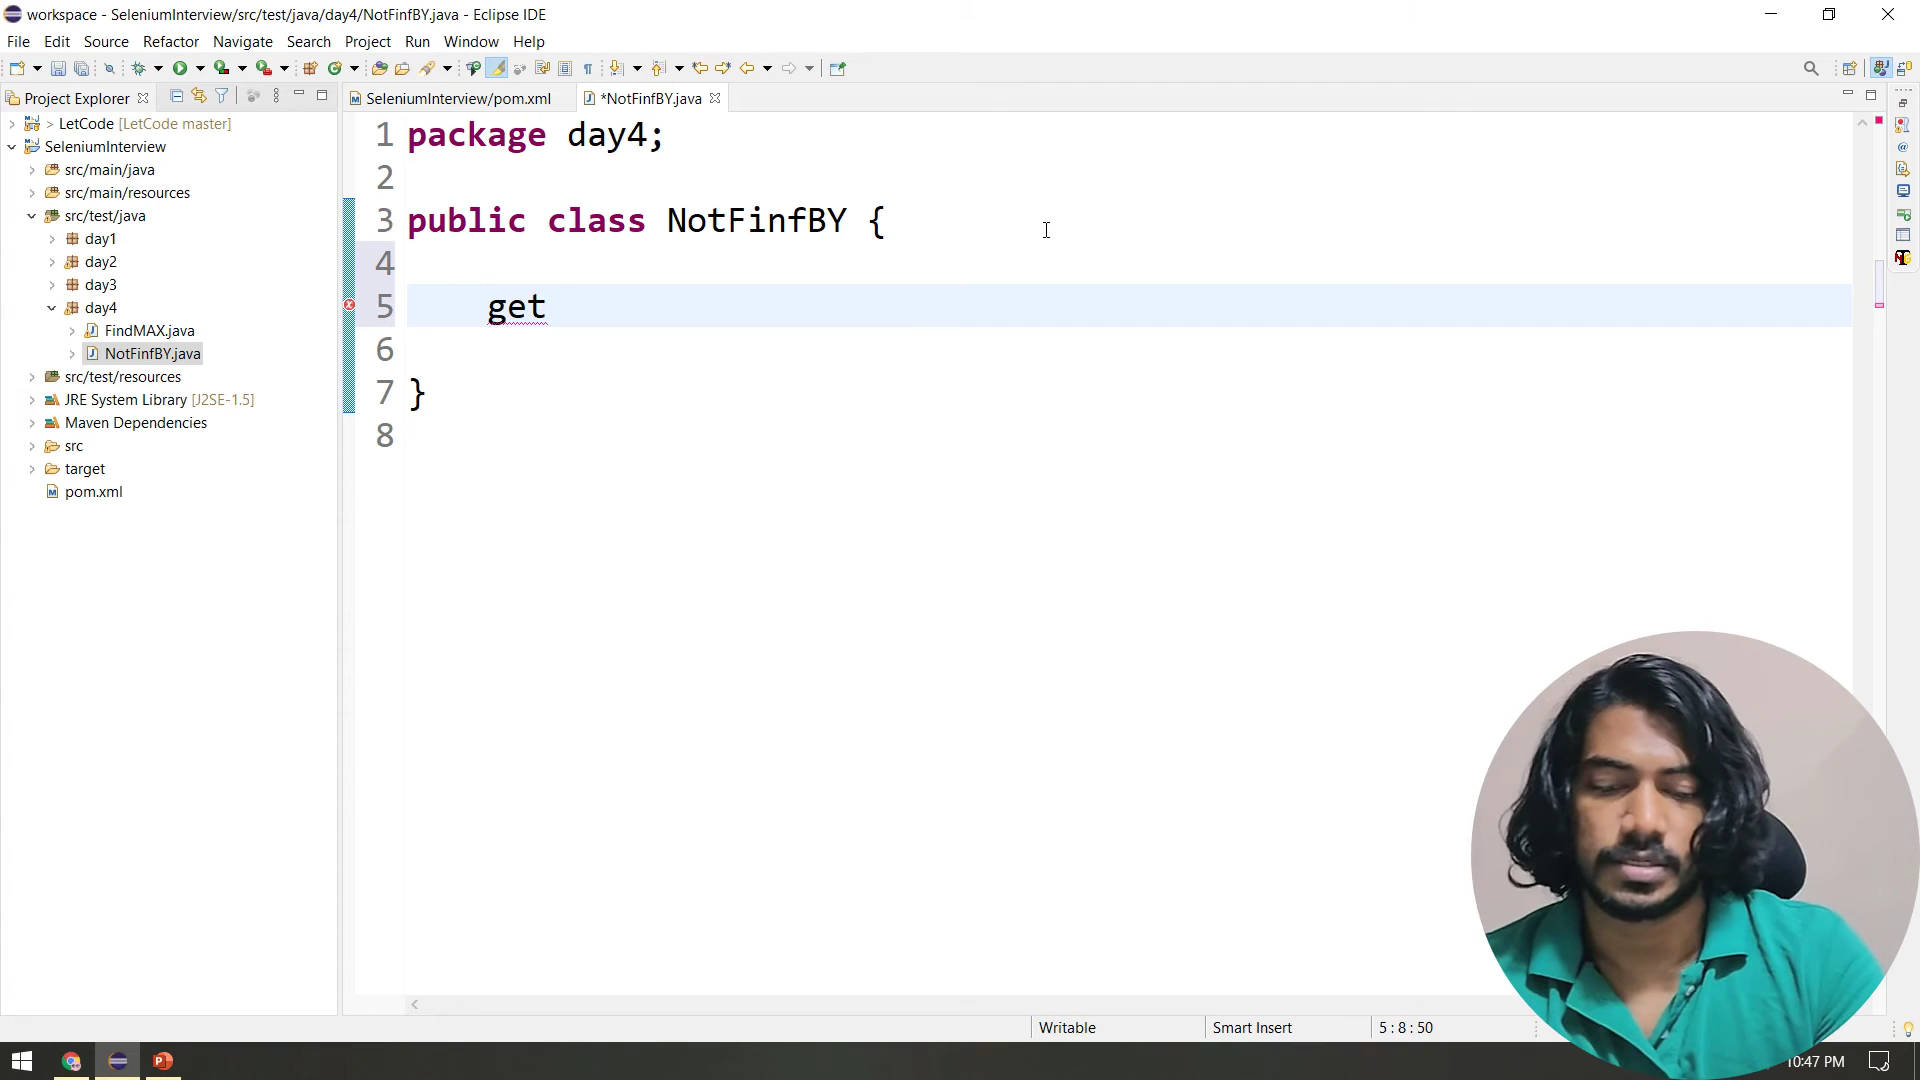 workspace - SeleniumInterview/src/test/java/day4/NotFinfBY.java - Eclipse IDE
File Edit Source Refactor Navigate Search Project Run Window Help
Project Explorer
SeleniumInterview/pom.xml
*NotFinfBY.java
> LetCode [LetCode master]
SeleniumInterview
src/main/java
src/main/resources
src/test/java
day1
day2
day3
day4
FindMAX.java
NotFinfBY.java
src/test/resources
JRE System Library [J2SE-1.5]
Maven Dependencies
src
target
pom.xml
1 package day4;
2
3 public class NotFinfBY {
4
5 get
6
7 }
8
Writable
Smart Insert
5 : 8 : 50
10:47 PM